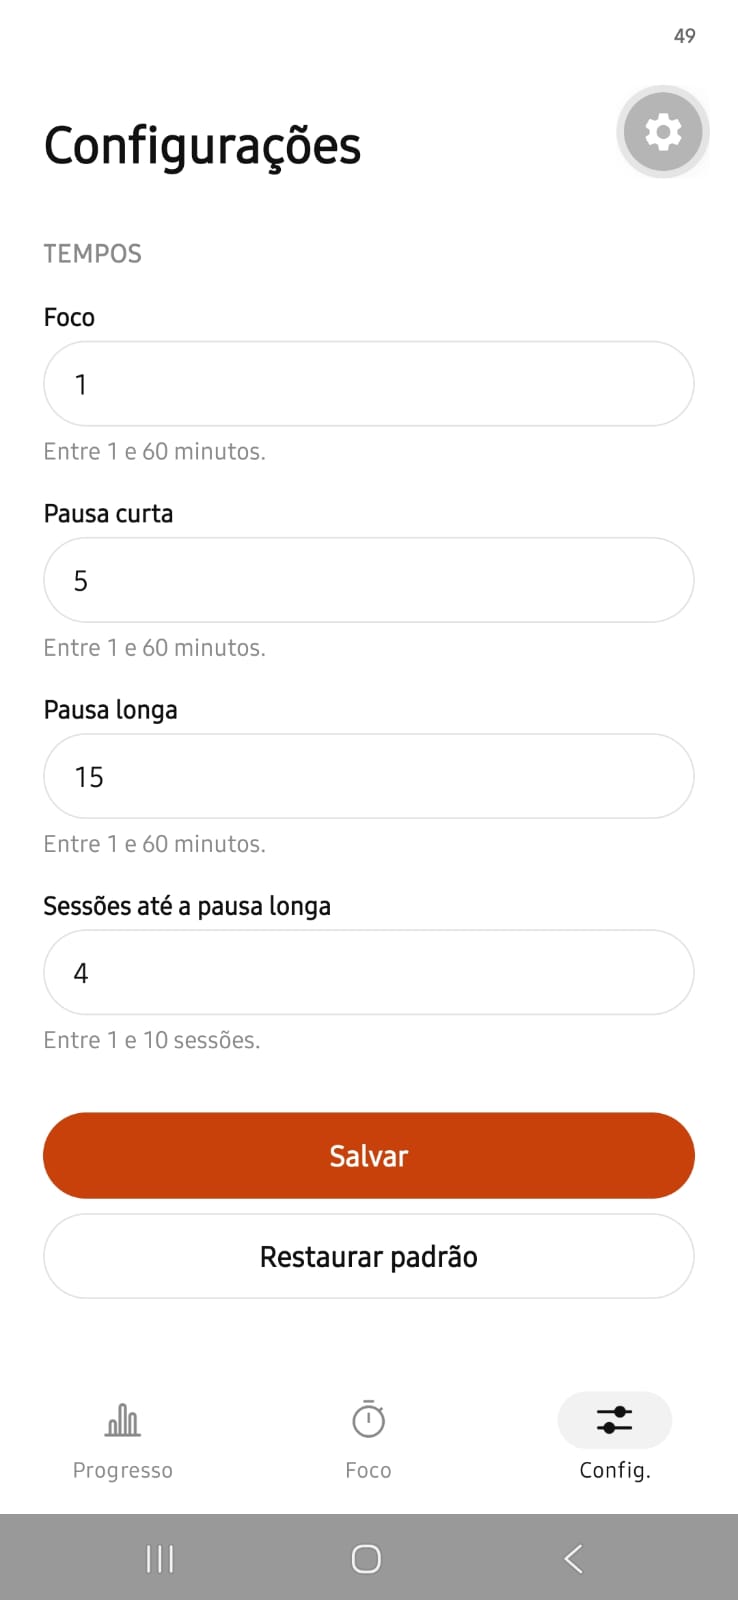 49
Configurações
TEMPOS
Foco
1
Entre 1 e 60 minutos.
Pausa curta
5
Entre 1 e 60 minutos.
Pausa longa
15
Entre 1 e 60 minutos.
Sessões até a pausa longa
4
Entre 1 e 10 sessões.
Salvar
Restaurar padrão
Progresso
Foco
Config.